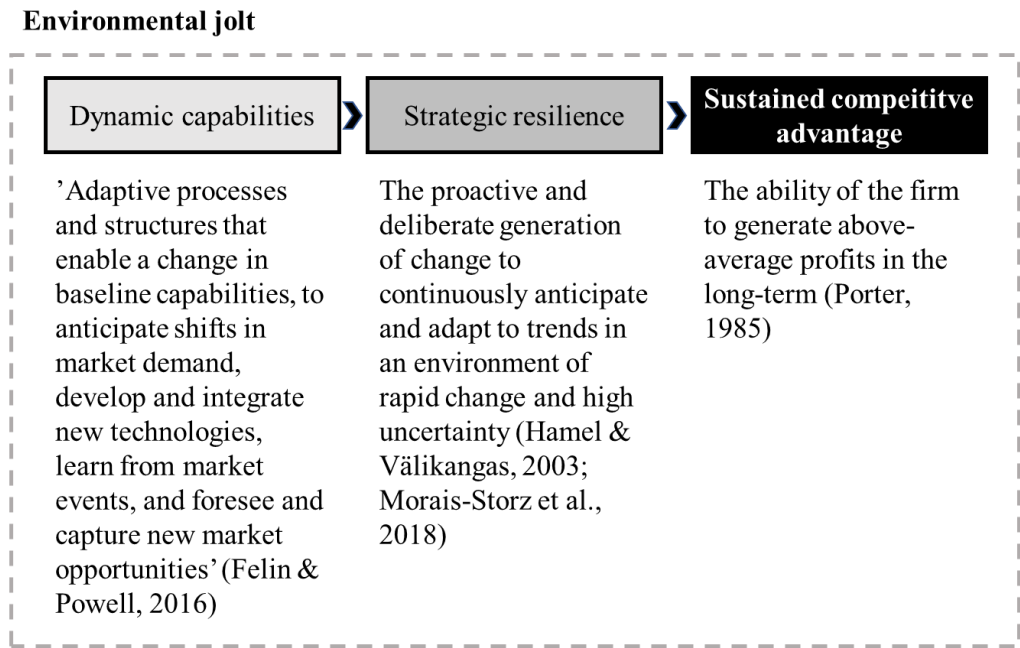 Environmental jolt
Dynamic capabilities
Strategic resilience
Sustained compeititve
advantage
’Adaptive processes
and structures that
enable a change in
baseline capabilities, to
anticipate shifts in
market demand,
develop and integrate
new technologies,
learn from market
events, and foresee and
capture new market
opportunities’ (Felin &
Powell, 2016)
The proactive and
deliberate generation
of change to
continuously anticipate
and adapt to trends in
an environment of
rapid change and high
uncertainty (Hamel &
Välikangas, 2003;
Morais-Storz et al.,
2018)
The ability of the firm
to generate above-
average profits in the
long-term (Porter,
1985)